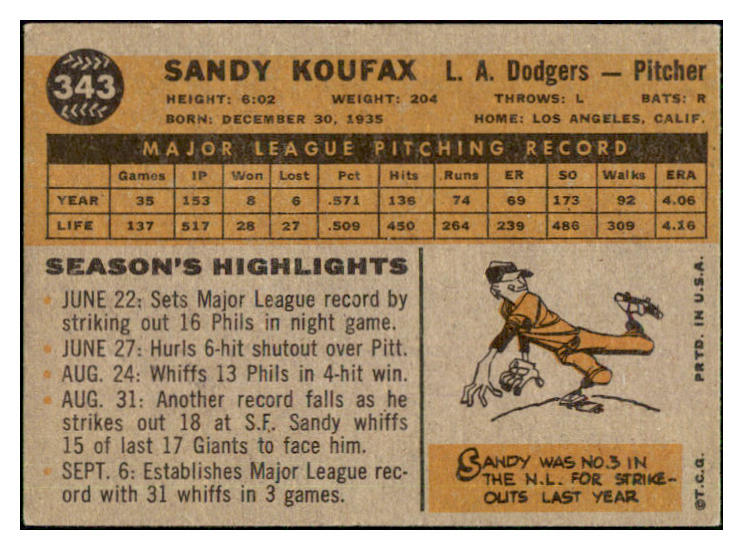 343
SANDY KOUFAX L. A. Dodgers — Pitcher
HEIGHT: 6:02 WEIGHT: 204 THROWS: L BATS: R
BORN: DECEMBER 30, 1935 HOME: LOS ANGELES, CALIF.
MAJOR LEAGUE PITCHING RECORD
Games IP Won Lost Pct Hits Runs ER SO Walks ERA
YEAR 35 153 8 6 .571 136 74 69 173 92 4.06
LIFE 137 517 28 27 .509 450 264 239 486 309 4.16
SEASON'S HIGHLIGHTS
• JUNE 22: Sets Major League record by
striking out 16 Phils in night game.
• JUNE 27: Hurls 6-hit shutout over Pitt.
• AUG. 24: Whiffs 13 Phils in 4-hit win.
• AUG. 31: Another record falls as he
strikes out 18 at S.F. Sandy whiffs
15 of last 17 Giants to face him.
• SEPT. 6: Establishes Major League rec-
ord with 31 whiffs in 3 games.
SANDY WAS NO.3 IN
THE N.L. FOR STRIKE-
OUTS LAST YEAR
©T.C.G. PRTD. IN U.S.A.